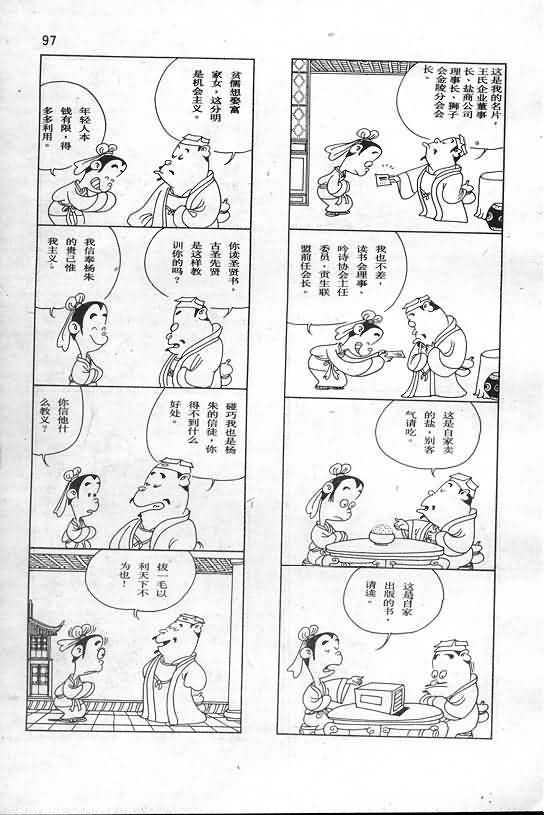 97
这是我的名片，
王氏企业董事
长、盐商公司
理事长、狮子
会金陵分会会
长。
我也不差，
读书会理事、
吟诗协会主任
委员、贡生联
盟前任会长。
这是自家卖
的盐，别客
气请吃。
这是自家
出版的书，
请读。
贫儒想娶富
家女，这分明
是机会主义。
年轻人本
钱有限，得
多多利用。
你读圣贤书，
古圣先贤
是这样教
训你的吗？
我信奉杨朱
的贵己惟
我主义。
碰巧我也是杨
朱的信徒，你
得不到什么
好处。
你信他什
么教义？
拔一毛以
利天下不
为也！